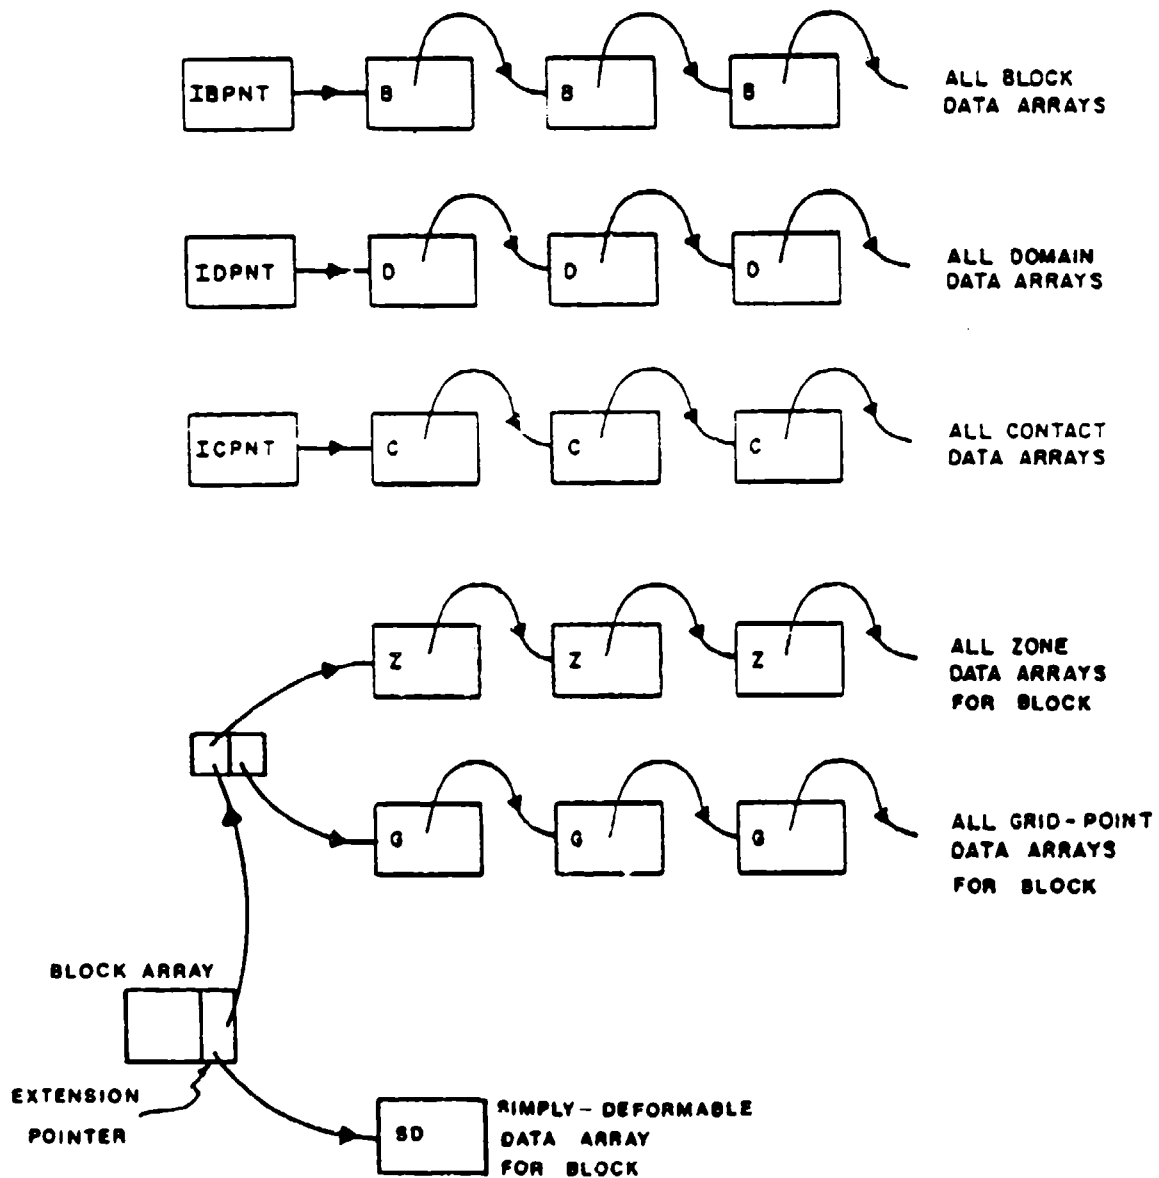 IBPNT B B B ALL BLOCK
DATA ARRAYS
IDPNT D D D ALL DOMAIN
DATA ARRAYS
ICPNT C C C ALL CONTACT
DATA ARRAYS
Z Z Z ALL ZONE
DATA ARRAYS
FOR BLOCK
G G G ALL GRID-POINT
DATA ARRAYS
FOR BLOCK
BLOCK ARRAY
EXTENSION
POINTER
SD SIMPLY-DEFORMABLE
DATA ARRAY
FOR BLOCK